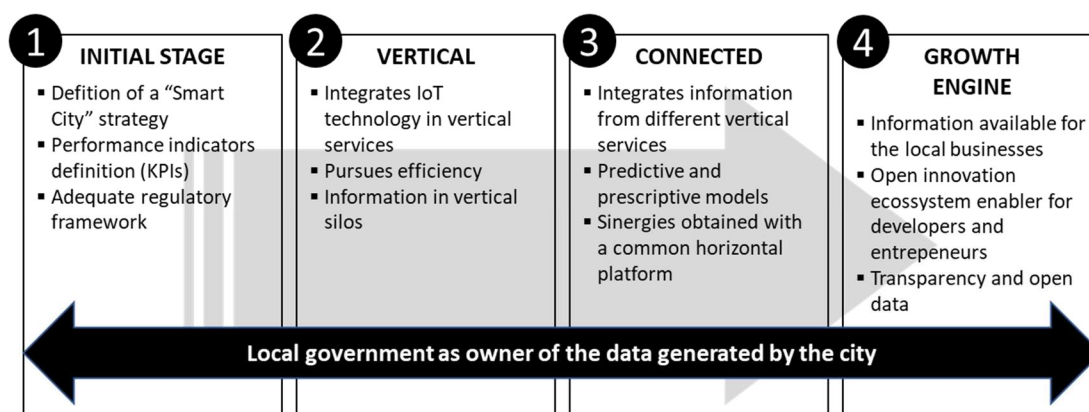 1
INITIAL STAGE
▪ Defition of a “Smart
City” strategy
▪ Performance indicators
definition (KPIs)
▪ Adequate regulatory
framework
2
VERTICAL
▪ Integrates IoT
technology in vertical
services
▪ Pursues efficiency
▪ Information in vertical
silos
3
CONNECTED
▪ Integrates information
from different vertical
services
▪ Predictive and
prescriptive models
▪ Sinergies obtained with
a common horizontal
platform
4
GROWTH
ENGINE
▪ Information available for
the local businesses
▪ Open innovation
ecosystem enabler for
developers and
entrepeneurs
▪ Transparency and open
data
Local government as owner of the data generated by the city